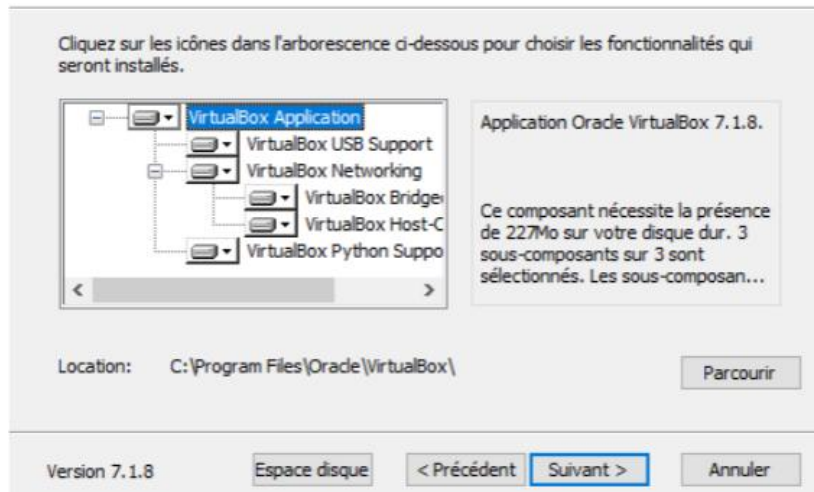 Cliquez sur les icônes dans l'arborescence ci-dessous pour choisir les fonctionnalités qui
seront installés.
VirtualBox Application
VirtualBox USB Support
VirtualBox Networking
VirtualBox Bridge
VirtualBox Host-C
VirtualBox Python Suppo
Application Oracle VirtualBox 7.1.8.
Ce composant nécessite la présence
de 227Mo sur votre disque dur. 3
sous-composants sur 3 sont
sélectionnés. Les sous-composan...
Location: C:\Program Files\Oracle\VirtualBox\
Parcourir
Version 7.1.8 Espace disque < Précédent Suivant > Annuler